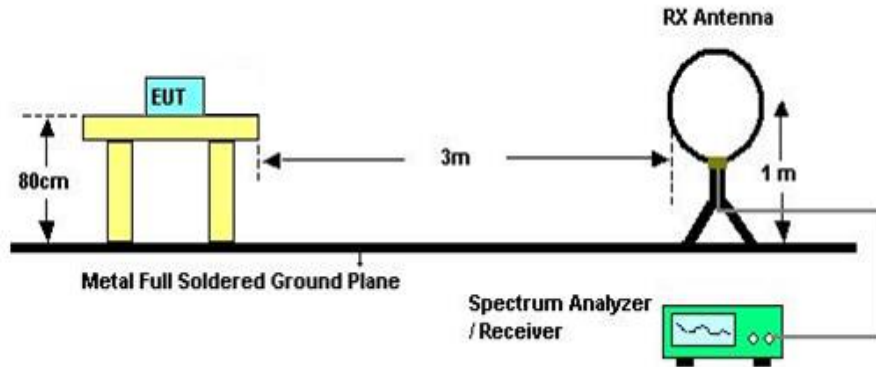 RX Antenna
EUT
80cm
3m
1 m
Metal Full Soldered Ground Plane
Spectrum Analyzer
/ Receiver